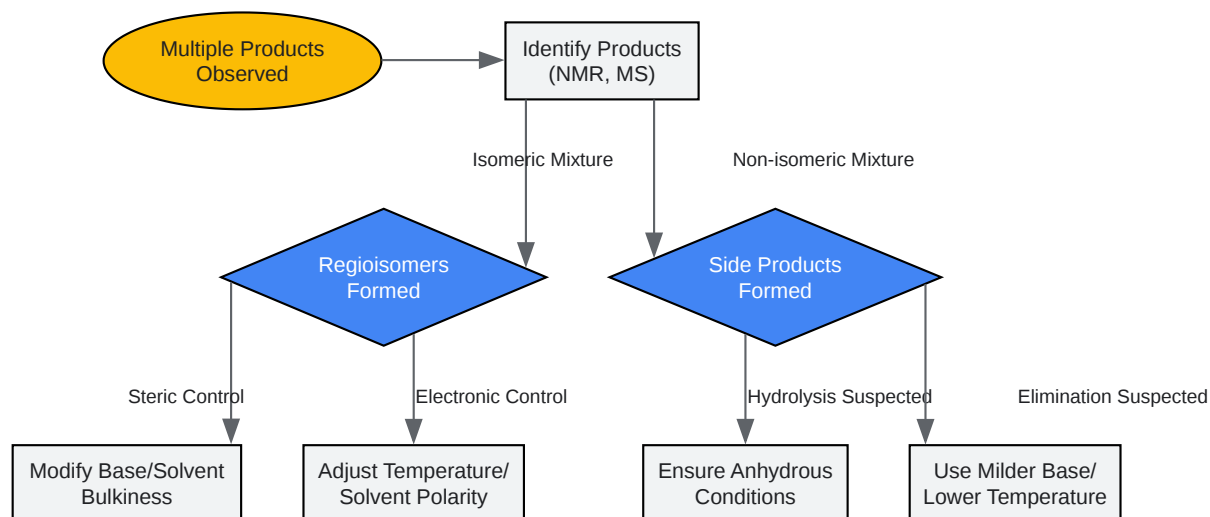 Multiple Products
Observed
Identify Products
(NMR, MS)
Isomeric Mixture
Non-isomeric Mixture
Regioisomers
Formed
Side Products
Formed
Steric Control
Electronic Control
Hydrolysis Suspected
Elimination Suspected
Modify Base/Solvent
Bulkiness
Adjust Temperature/
Solvent Polarity
Ensure Anhydrous
Conditions
Use Milder Base/
Lower Temperature